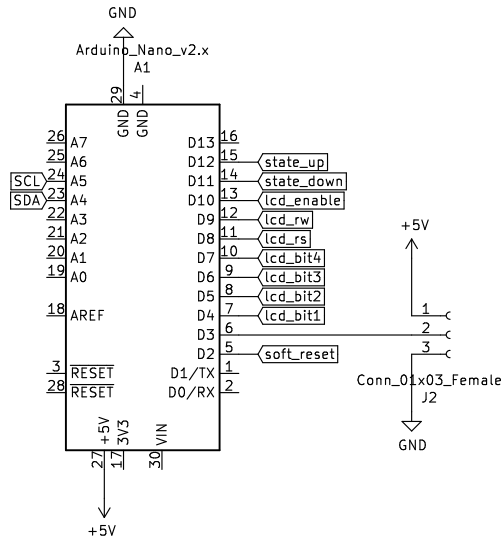 GND
Arduino_Nano_v2.x
A1
29 4
GND GND
26 A7 D13 16
25 A6 D12 15 state_up
SCL 24 A5 D11 14 state_down
SDA 23 A4 D10 13 lcd_enable
22 A3 D9 12 lcd_rw
21 A2 D8 11 lcd_rs
20 A1 D7 10 lcd_bit4
19 A0 D6 9 lcd_bit3
D5 8 lcd_bit2
18 AREF D4 7 lcd_bit1
D3 6
D2 5 soft_reset
3 RESET D1/TX 1
28 RESET D0/RX 2
+5V 3V3 VIN
27 17 30
+5V
+5V
1
2
3
Conn_01x03_Female
J2
GND